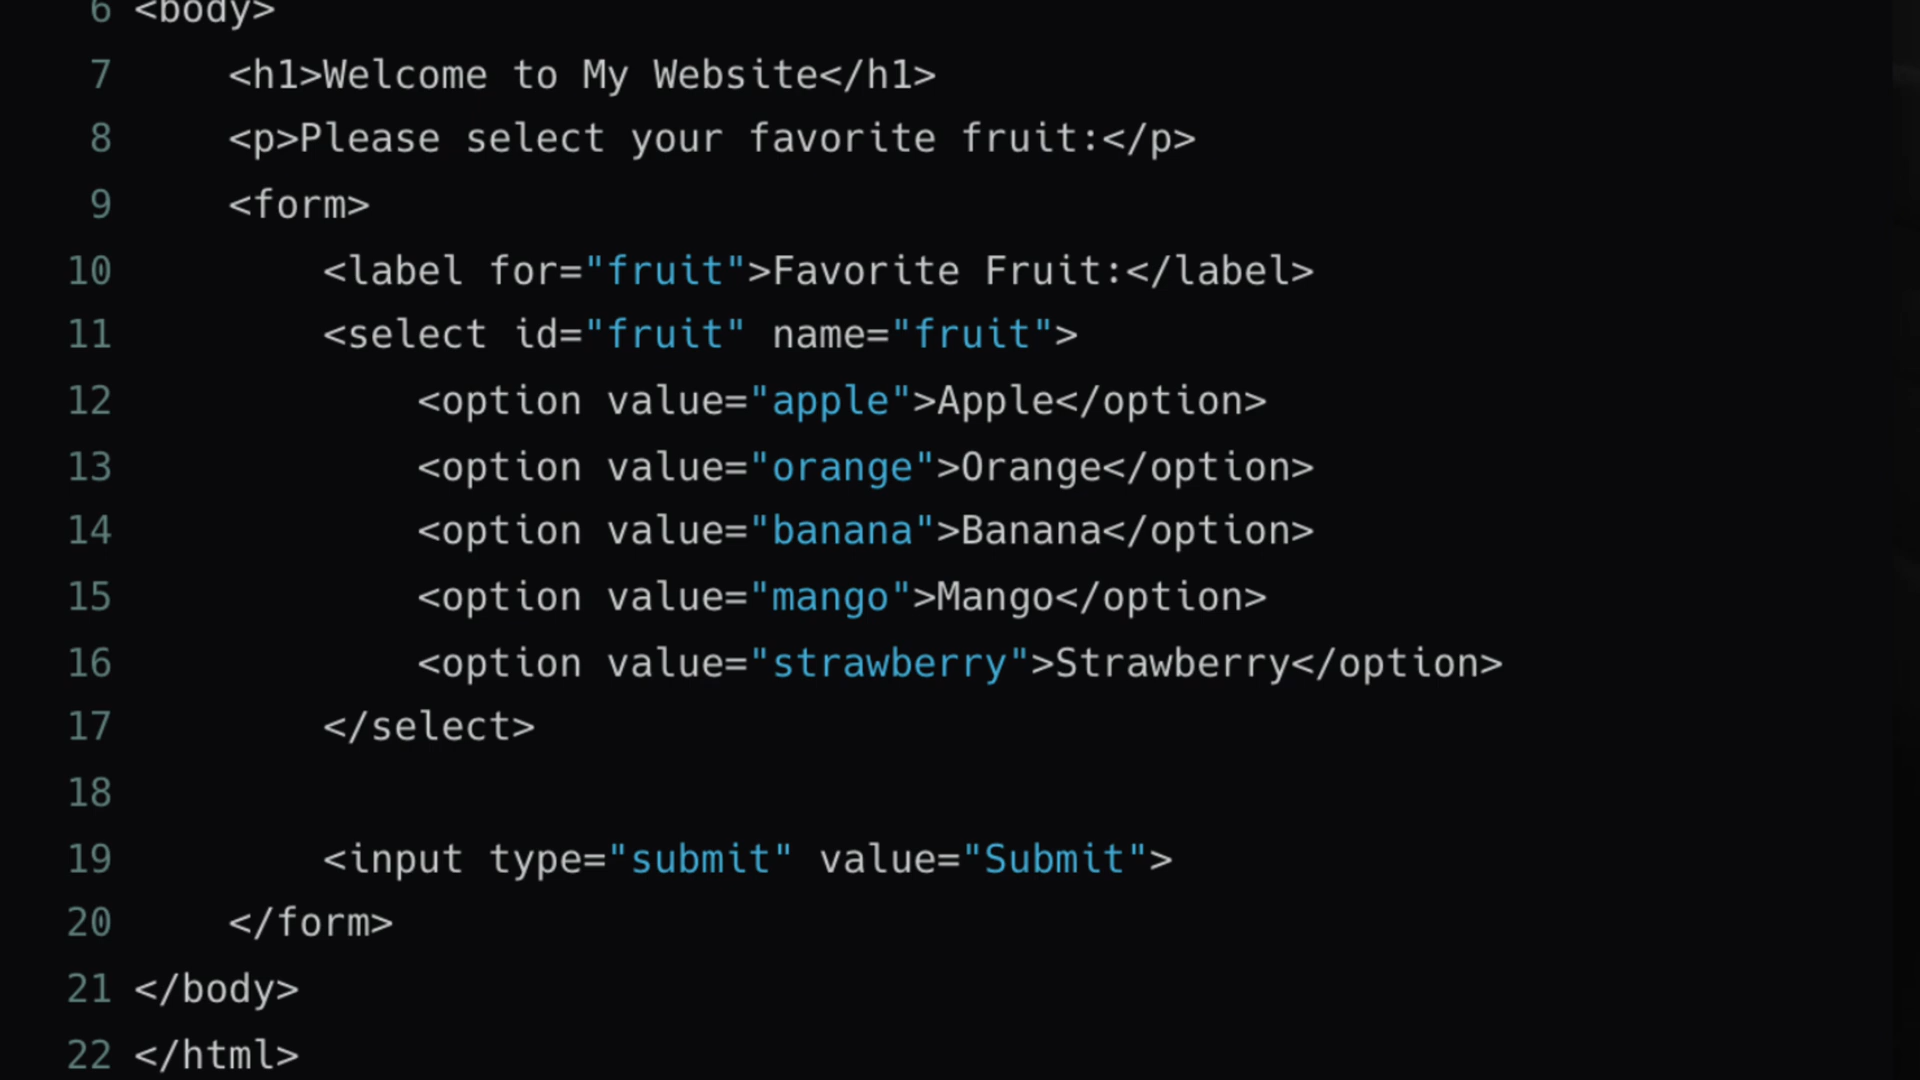 6 <body>
7     <h1>Welcome to My Website</h1>
8     <p>Please select your favorite fruit:</p>
9     <form>
10         <label for="fruit">Favorite Fruit:</label>
11         <select id="fruit" name="fruit">
12             <option value="apple">Apple</option>
13             <option value="orange">Orange</option>
14             <option value="banana">Banana</option>
15             <option value="mango">Mango</option>
16             <option value="strawberry">Strawberry</option>
17         </select>
18
19         <input type="submit" value="Submit">
20     </form>
21 </body>
22 </html>